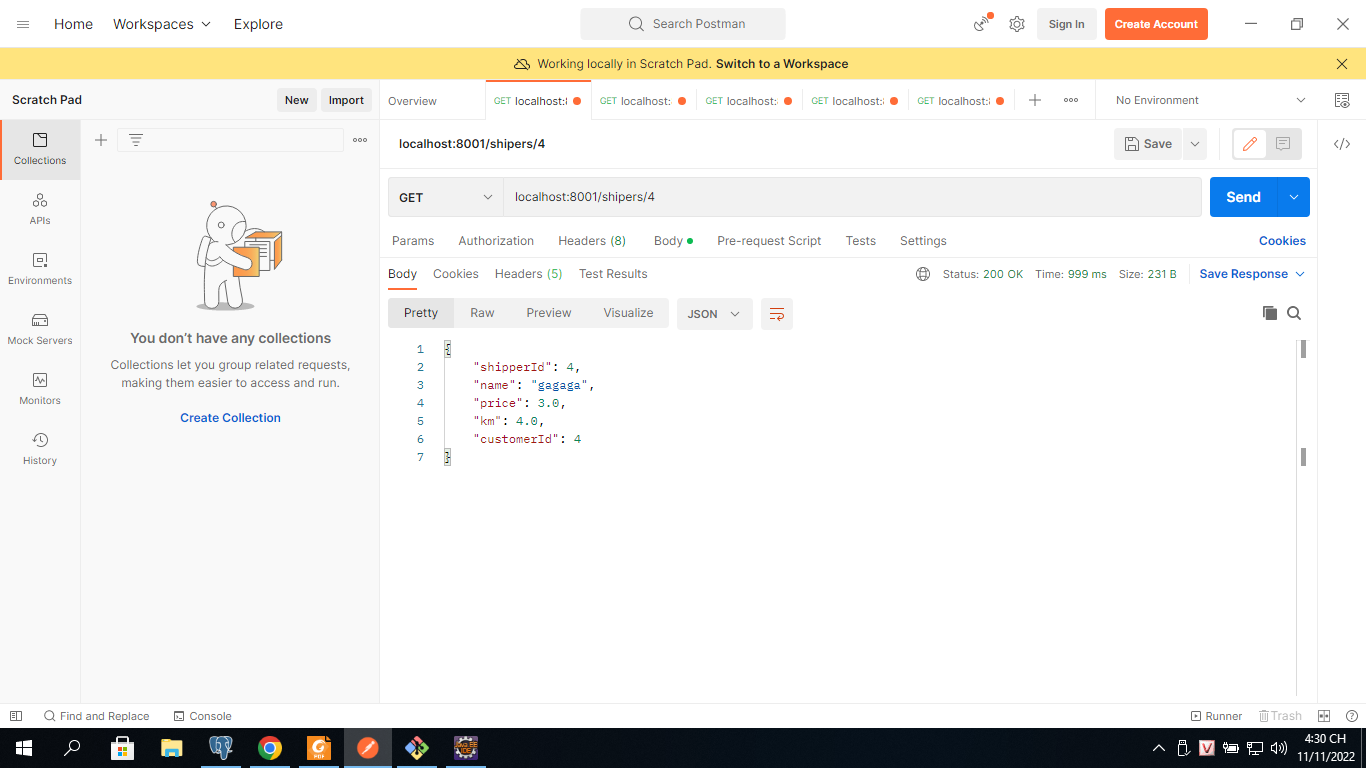 Home Workspaces Explore Search Postman Sign In Create Account
Working locally in Scratch Pad. Switch to a Workspace
Scratch Pad New Import Overview GET localhost:8 GET localhost: GET localhost: GET localhost: GET localhost: No Environment
Collections
APIs
Environments
Mock Servers
Monitors
History
You don't have any collections
Collections let you group related requests,
making them easier to access and run.
Create Collection
localhost:8001/shipers/4 Save
GET localhost:8001/shipers/4 Send
Params Authorization Headers (8) Body Pre-request Script Tests Settings Cookies
Body Cookies Headers (5) Test Results Status: 200 OK Time: 999 ms Size: 231 B Save Response
Pretty Raw Preview Visualize JSON
1 {
2 "shipperId": 4,
3 "name": "gagaga",
4 "price": 3.0,
5 "km": 4.0,
6 "customerId": 4
7 }
Find and Replace Console Runner Trash
4:30 CH
11/11/2022